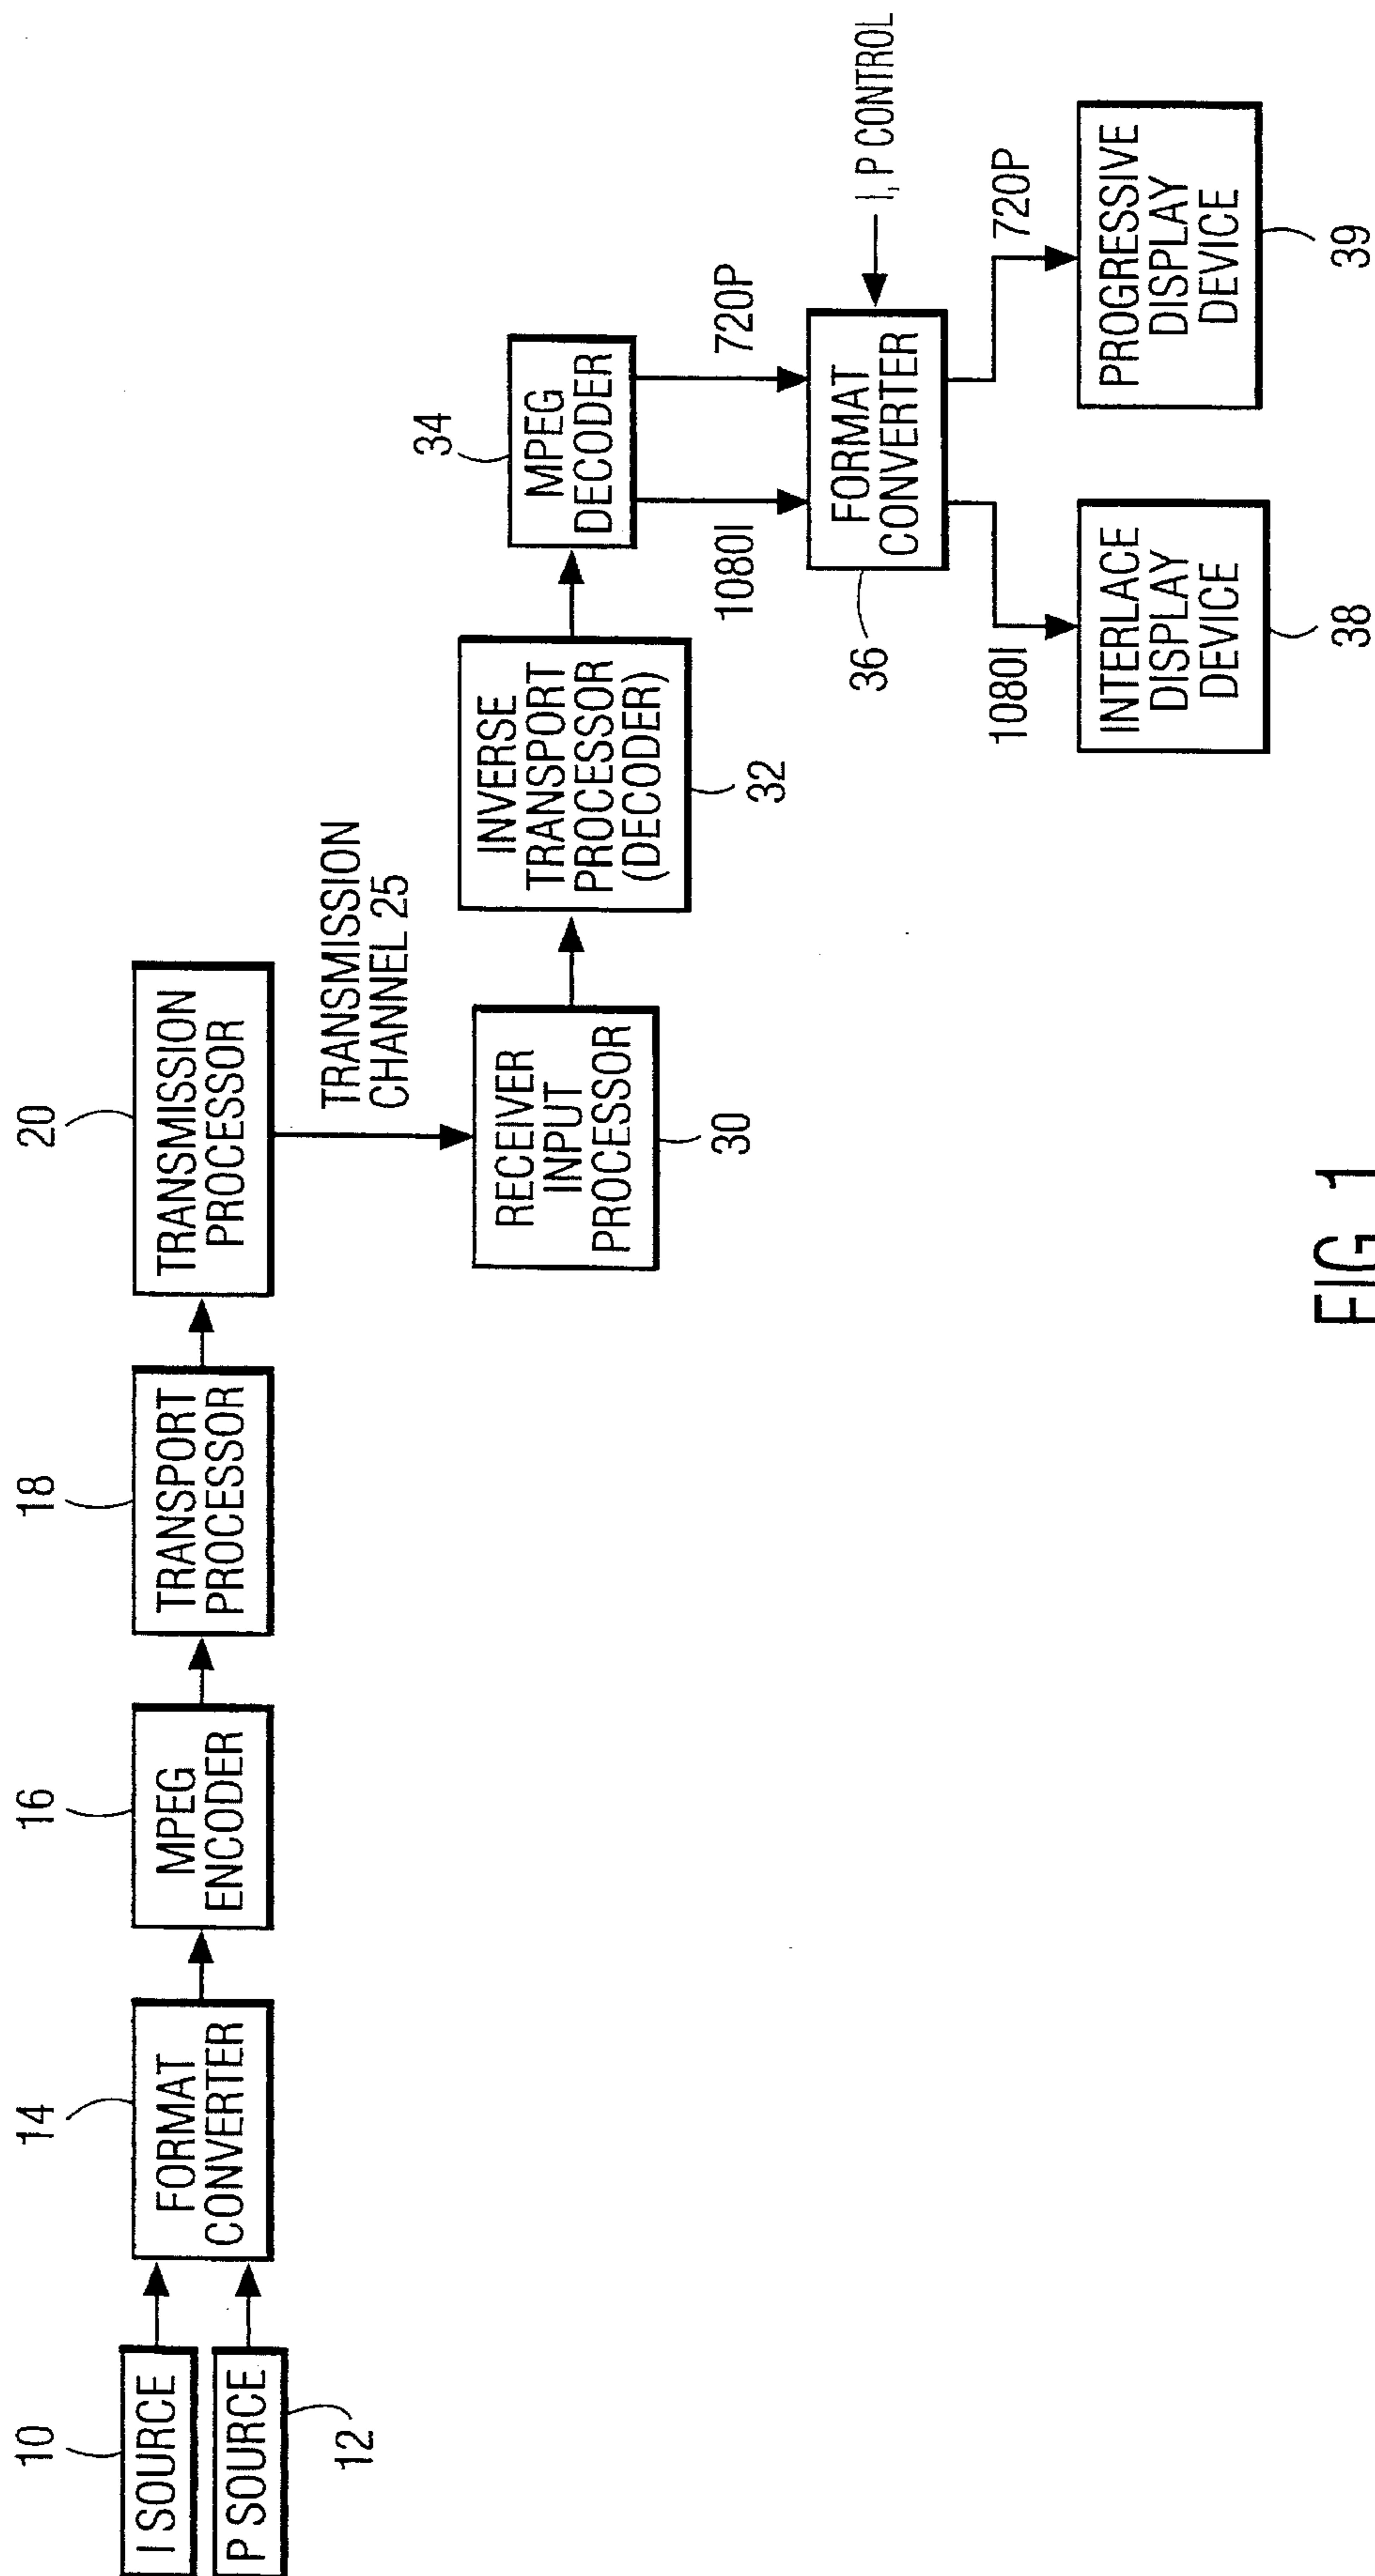 10
I SOURCE
P SOURCE
12
14
FORMAT
CONVERTER
16
MPEG
ENCODER
18
TRANSPORT
PROCESSOR
20
TRANSMISSION
PROCESSOR
TRANSMISSION
CHANNEL 25
RECEIVER
INPUT
PROCESSOR
30
INVERSE
TRANSPORT
PROCESSOR
(DECODER)
32
34
MPEG
DECODER
1080I
720P
FORMAT
CONVERTER
36
I, P CONTROL
1080I
720P
INTERLACE
DISPLAY
DEVICE
38
PROGRESSIVE
DISPLAY
DEVICE
39
FIG. 1